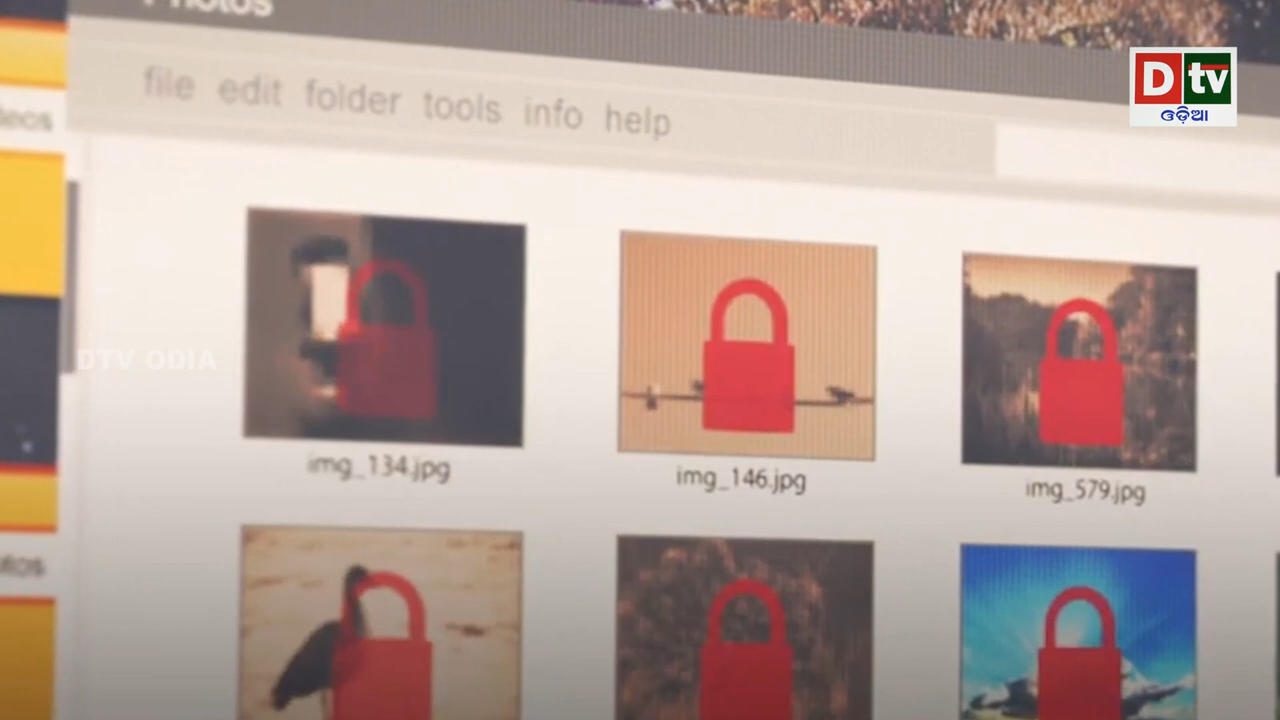 Photos
D tv
ଓଡ଼ିଆ
file edit folder tools info help
DTV ODIA
img_134.jpg
img_146.jpg
img_579.jpg